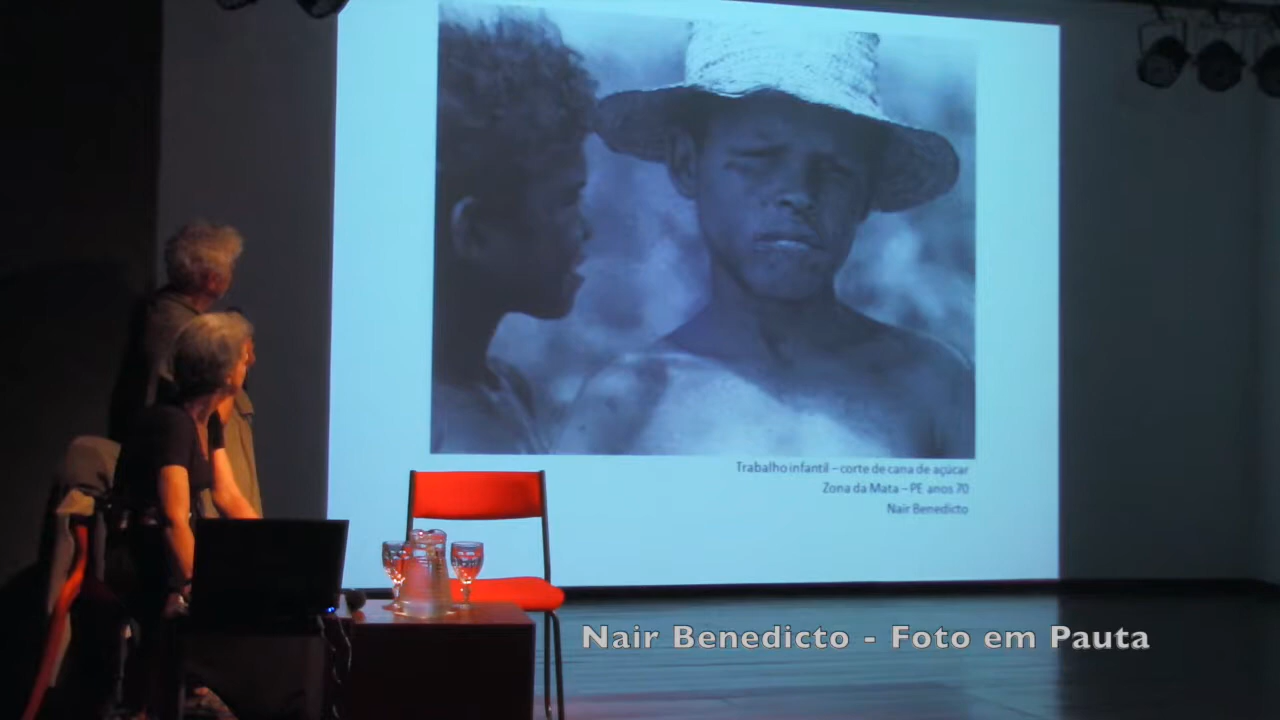 Trabalho infantil – corte de cana de açúcar
Zona da Mata – PE anos 70
Nair Benedicto
Nair Benedicto - Foto em Pauta